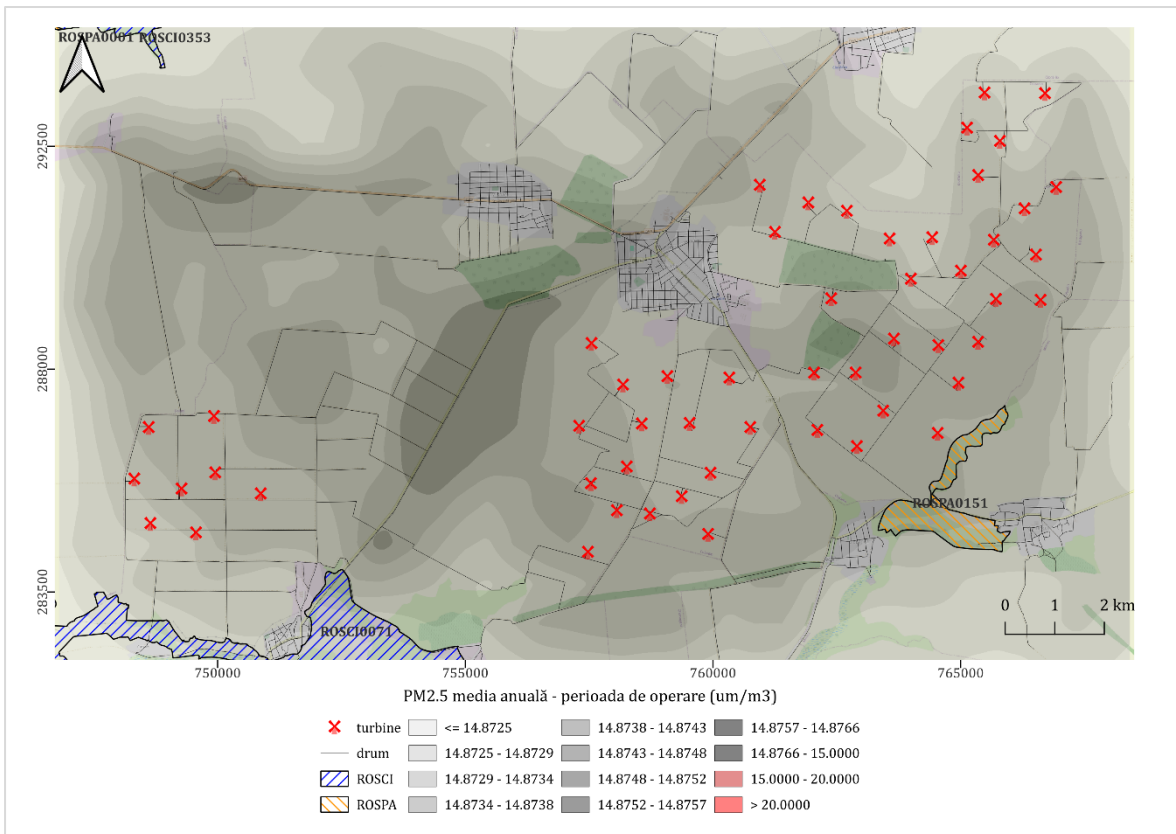 ROSPA0001 ROSCI0353
292500
288000
283500
ROSPA0151
ROSCI0071
0 1 2 km
750000 755000 760000 765000
PM2.5 media anuală - perioada de operare (um/m3)
turbine <= 14.8725 14.8738 - 14.8743 14.8757 - 14.8766
drum 14.8725 - 14.8729 14.8743 - 14.8748 14.8766 - 15.0000
ROSCI 14.8729 - 14.8734 14.8748 - 14.8752 15.0000 - 20.0000
ROSPA 14.8734 - 14.8738 14.8752 - 14.8757 > 20.0000